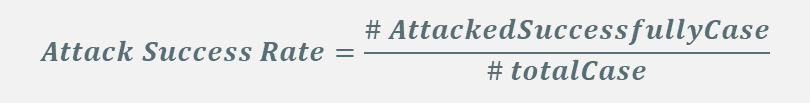 Attack Success Rate = # AttackedSuccessfullyCase
# totalCase